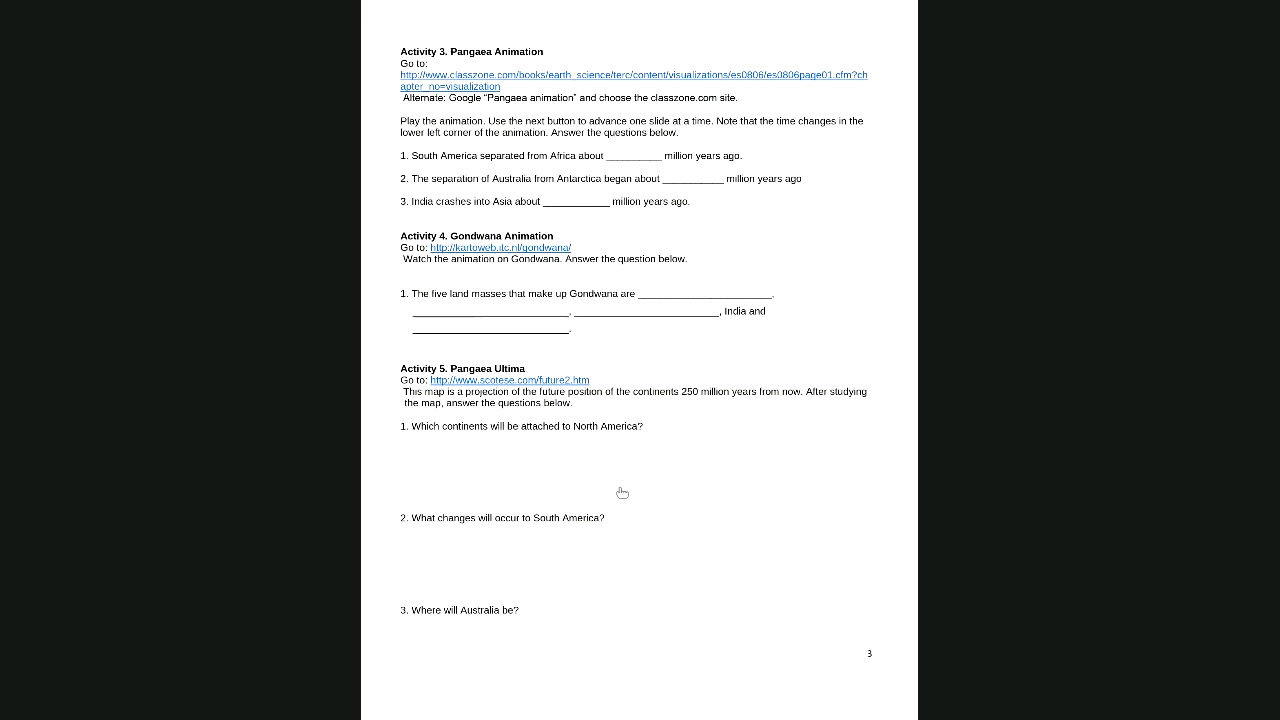 Activity 3. Pangaea Animation
Go to:
http://www.classzone.com/books/earth_science/terc/content/visualizations/es0806/es0806page01.cfm?ch
apter_no=visualization
Alternate: Google “Pangaea animation” and choose the classzone.com site.
Play the animation. Use the next button to advance one slide at a time. Note that the time changes in the
lower left corner of the animation. Answer the questions below.
1. South America separated from Africa about __________ million years ago.
2. The separation of Australia from Antarctica began about ___________ million years ago
3. India crashes into Asia about ____________ million years ago.
Activity 4. Gondwana Animation
Go to: http://kartoweb.itc.nl/gondwana/
Watch the animation on Gondwana. Answer the question below.
1. The five land masses that make up Gondwana are ________________________,
____________________________, __________________________, India and
____________________________.
Activity 5. Pangaea Ultima
Go to: http://www.scotese.com/future2.htm
This map is a projection of the future position of the continents 250 million years from now. After studying
the map, answer the questions below.
1. Which continents will be attached to North America?
2. What changes will occur to South America?
3. Where will Australia be?
3